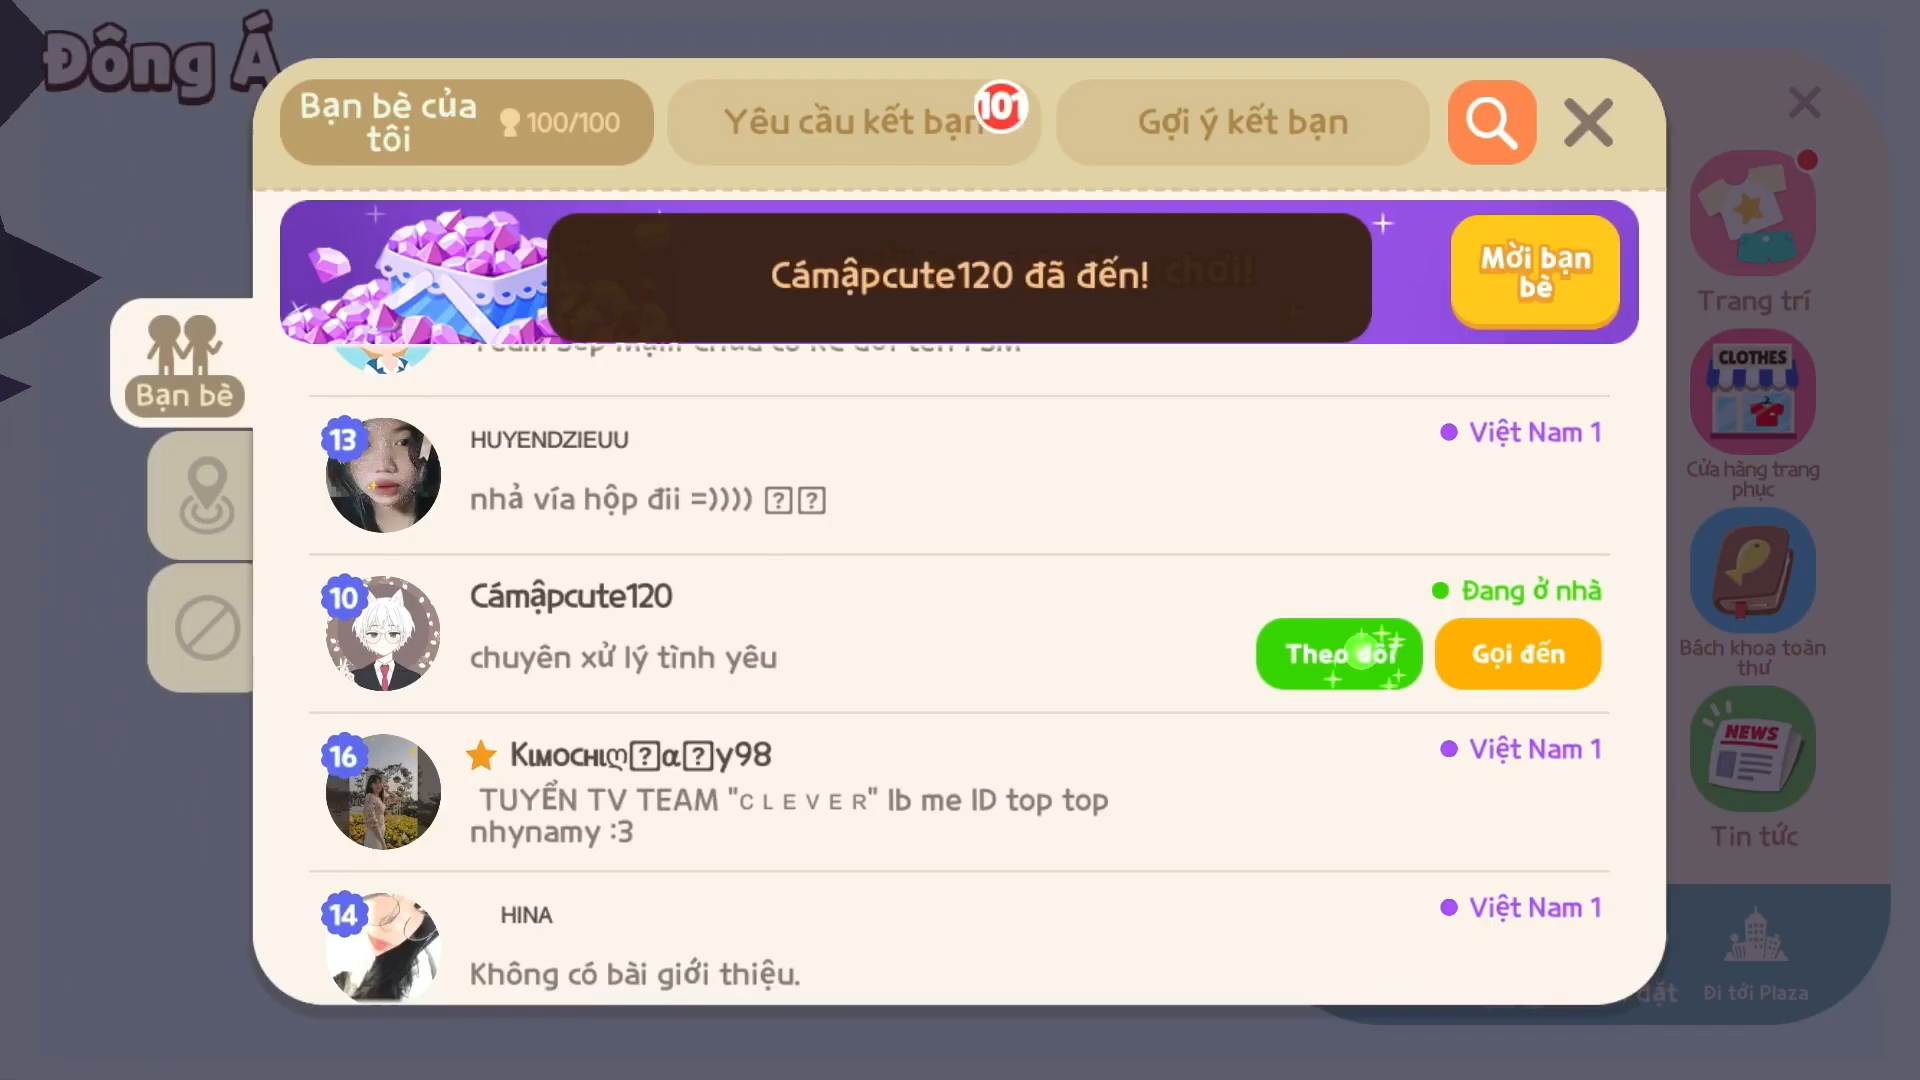 Đông Á
Bạn bè của
tôi
100/100
Yêu cầu kết bạn
101
Gợi ý kết bạn
Cámậpcute120 đã đến!
chơi!
Mời bạn
bè
Bạn bè
13
HUYENDZIEUU
Việt Nam 1
nhả vía hộp đii =))))
10
Cámậpcute120
Đang ở nhà
chuyên xử lý tình yêu
Theo dõi
Gọi đến
16
Việt Nam 1
TUYỂN TV TEAM "ᴄ ʟ ᴇ ᴠ ᴇ ʀ" Ib me ID top top
nhynamy :3
14
HINA
Việt Nam 1
Không có bài giới thiệu.
Trang trí
CLOTHES
Cửa hàng trang
phục
Bách khoa toàn
thư
NEWS
Tin tức
đặt
Đi tới Plaza